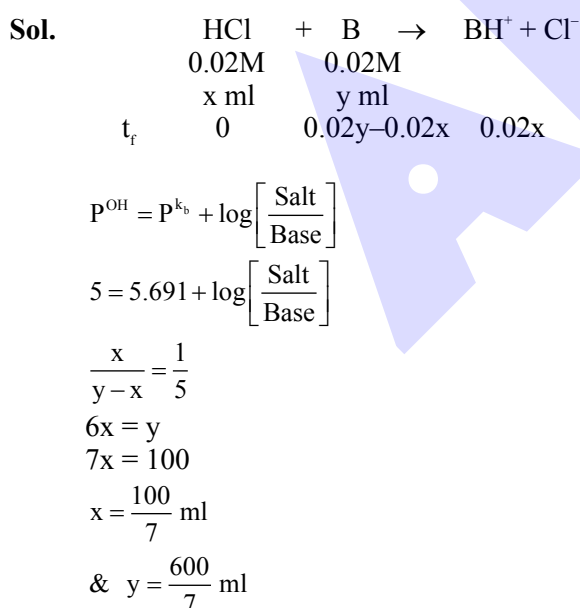 Sol. HCl + B → BH⁺ + Cl⁻
0.02M 0.02M
x ml y ml
t_f 0 0.02y–0.02x 0.02x
P^OH = P^{k_b} + log[Salt/Base]
5 = 5.691 + log[Salt/Base]
x/(y – x) = 1/5
6x = y
7x = 100
x = 100/7 ml
& y = 600/7 ml